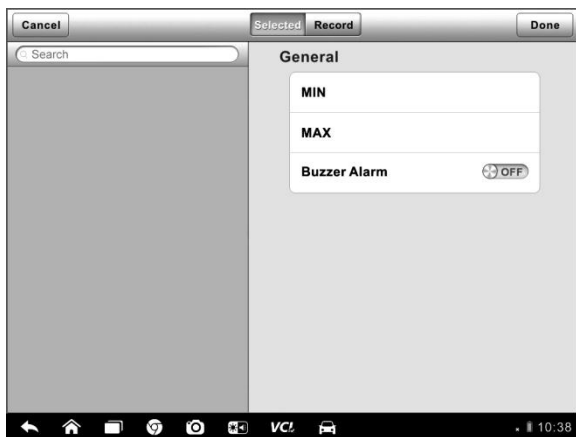 Cancel
Selected Record
Done
Search
General
MIN
MAX
Buzzer Alarm OFF
VCI
10:38